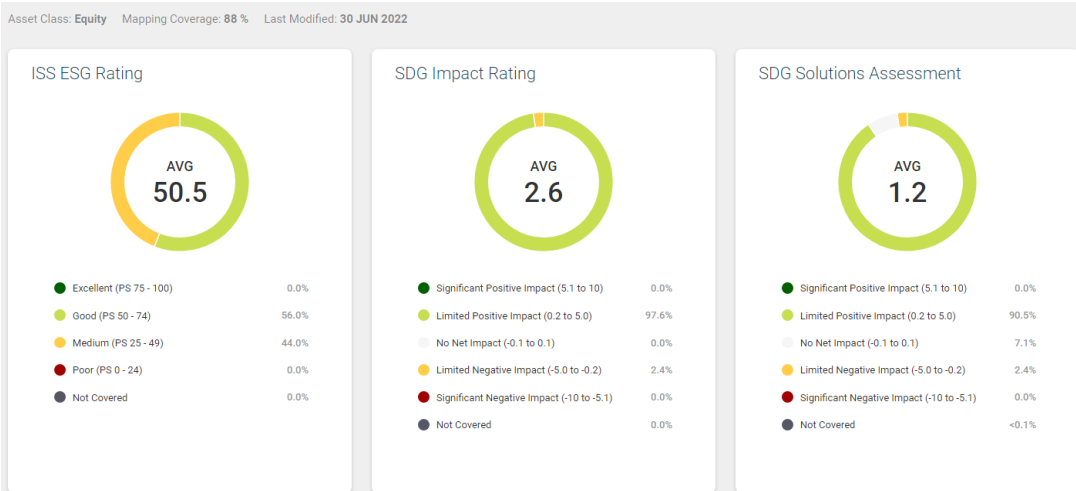 Asset Class: Equity Mapping Coverage: 88 % Last Modified: 30 JUN 2022
ISS ESG Rating
AVG
50.5
Excellent (PS 75 - 100) 0.0%
Good (PS 50 - 74) 56.0%
Medium (PS 25 - 49) 44.0%
Poor (PS 0 - 24) 0.0%
Not Covered 0.0%
SDG Impact Rating
AVG
2.6
Significant Positive Impact (5.1 to 10) 0.0%
Limited Positive Impact (0.2 to 5.0) 97.6%
No Net Impact (-0.1 to 0.1) 0.0%
Limited Negative Impact (-5.0 to -0.2) 2.4%
Significant Negative Impact (-10 to -5.1) 0.0%
Not Covered 0.0%
SDG Solutions Assessment
AVG
1.2
Significant Positive Impact (5.1 to 10) 0.0%
Limited Positive Impact (0.2 to 5.0) 90.5%
No Net Impact (-0.1 to 0.1) 7.1%
Limited Negative Impact (-5.0 to -0.2) 2.4%
Significant Negative Impact (-10 to -5.1) 0.0%
Not Covered <0.1%